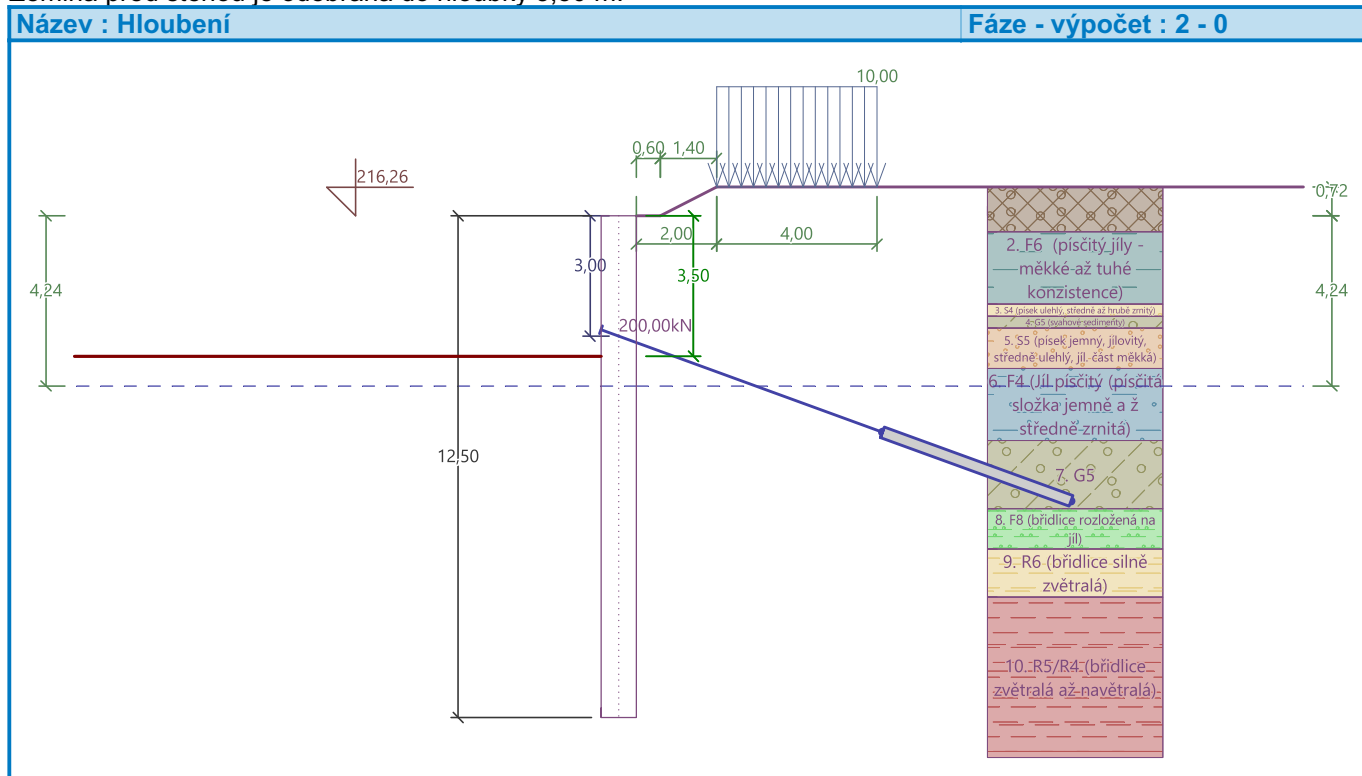 Název : Hloubení
Fáze - výpočet : 2 - 0
10,00
0,60
1,40
216,26
0,72
2,00
4,00
3,00
3,50
4,24
4,24
200,00kN
12,50
2. F6 (písčitý jíly -
měkké až tuhé
konzistence)
3. S4 (písek ulehlý, středně až hrubě zrnitý)
4. G5 (svahové sedimenty)
5. S5 (písek jemný, jílovitý,
středně ulehlý, jíl. část měkká)
6. F4 (Jíl písčitý (písčitá
složka jemně a ž
středně zrnitá)
7. G5
8. F8 (břidlice rozložená na
jíl)
9. R6 (břidlice silně
zvětralá)
10. R5/R4 (břidlice
zvětralá až navětralá)